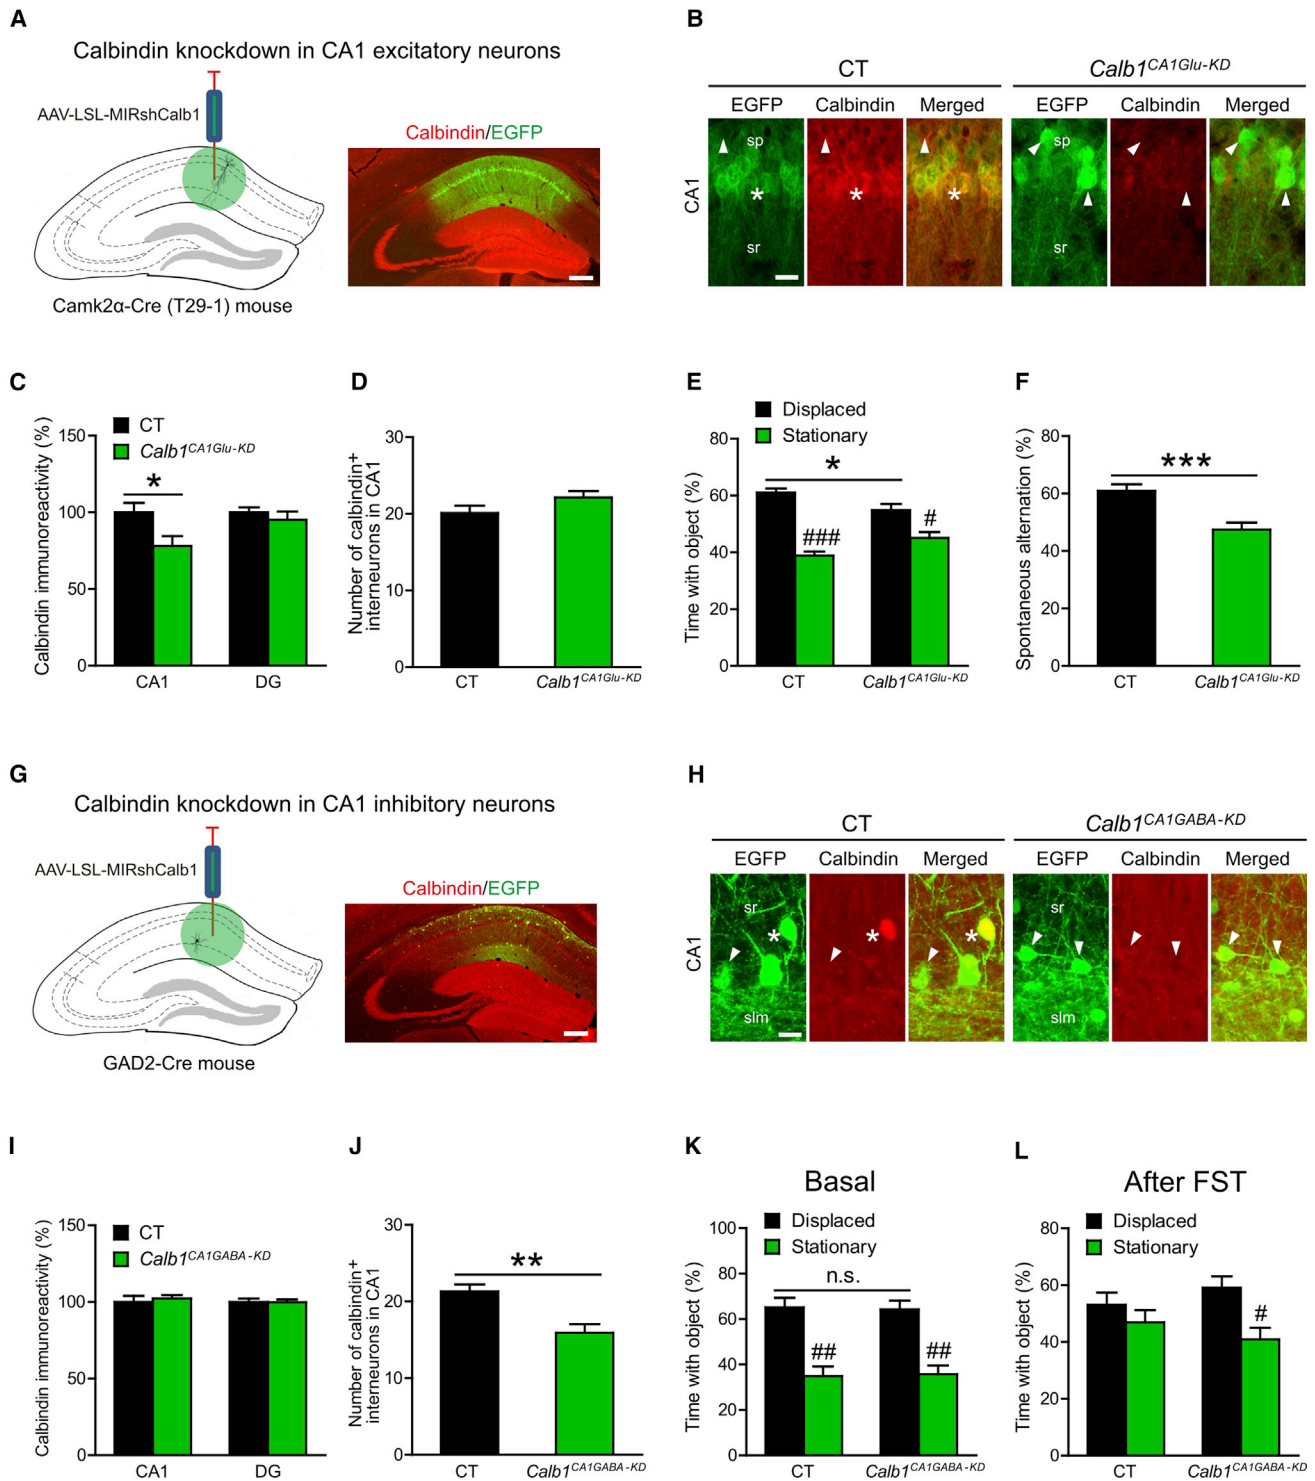 A
Calbindin knockdown in CA1 excitatory neurons
AAV-LSL-MIRshCalb1
Calbindin/EGFP
Camk2α-Cre (T29-1) mouse
B
CT
Calb1CA1Glu-KD
EGFP Calbindin Merged EGFP Calbindin Merged
CA1
sp
*
*
*
sr
sp
sr
C
CT
Calb1CA1Glu-KD
Calbindin immunoreactivity (%)
150
100
50
0
*
CA1 DG
D
Number of calbindin+
interneurons in CA1
30
20
10
0
CT Calb1CA1Glu-KD
E
Displaced
Stationary
Time with object (%)
80
60
40
20
0
*
###
#
CT Calb1CA1Glu-KD
F
Spontaneous alternation (%)
80
60
40
20
0
***
CT Calb1CA1Glu-KD
G
Calbindin knockdown in CA1 inhibitory neurons
AAV-LSL-MIRshCalb1
Calbindin/EGFP
GAD2-Cre mouse
H
CT
Calb1CA1GABA-KD
EGFP Calbindin Merged EGFP Calbindin Merged
CA1
sr
*
*
*
slm
sr
slm
I
CT
Calb1CA1GABA-KD
Calbindin immunoreactivity (%)
150
100
50
0
CA1 DG
J
Number of calbindin+
interneurons in CA1
30
20
10
0
**
CT Calb1CA1GABA-KD
K
Basal
Displaced
Stationary
Time with object (%)
100
80
60
40
20
0
n.s.
##
##
CT Calb1CA1GABA-KD
L
After FST
Displaced
Stationary
Time with object (%)
80
60
40
20
0
#
CT Calb1CA1GABA-KD